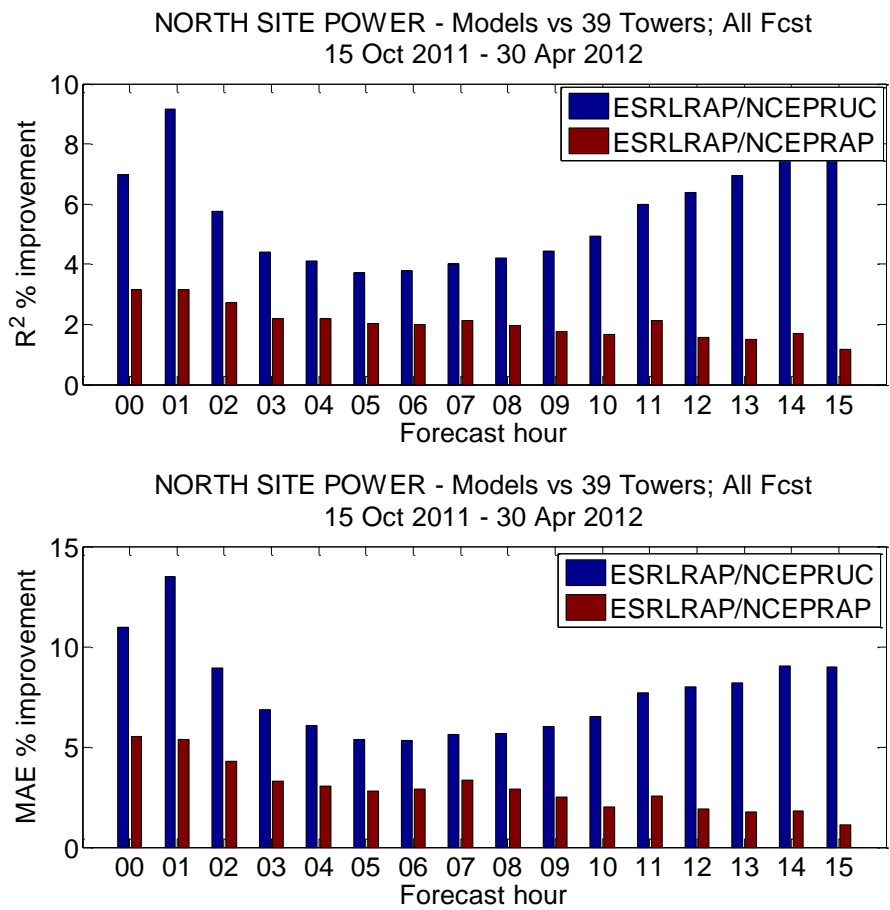 NORTH SITE POWER - Models vs 39 Towers; All Fcst
15 Oct 2011 - 30 Apr 2012
10
8
6
4
2
0
R² % improvement
ESRLRAP/NCEPRUC
ESRLRAP/NCEPRAP
00 01 02 03 04 05 06 07 08 09 10 11 12 13 14 15
Forecast hour
NORTH SITE POWER - Models vs 39 Towers; All Fcst
15 Oct 2011 - 30 Apr 2012
15
10
5
0
MAE % improvement
ESRLRAP/NCEPRUC
ESRLRAP/NCEPRAP
00 01 02 03 04 05 06 07 08 09 10 11 12 13 14 15
Forecast hour